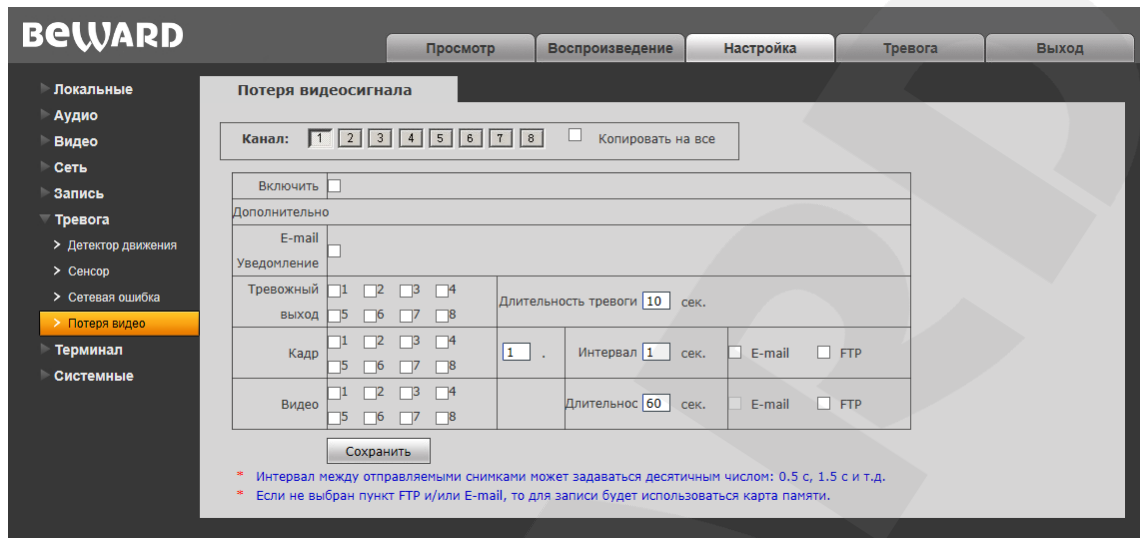 BEWARD
Просмотр Воспроизведение Настройка Тревога Выход
Локальные
Аудио
Видео
Сеть
Запись
Тревога
> Детектор движения
> Сенсор
> Сетевая ошибка
> Потеря видео
Терминал
Системные
Потеря видеосигнала
Канал: 1 2 3 4 5 6 7 8 Копировать на все
Включить
Дополнительно
E-mail
Уведомление
Тревожный
выход
1 2 3 4
5 6 7 8
Длительность тревоги 10 сек.
Кадр
1 2 3 4
5 6 7 8
1 . Интервал 1 сек. E-mail FTP
Видео
1 2 3 4
5 6 7 8
Длительнос 60 сек. E-mail FTP
Сохранить
* Интервал между отправляемыми снимками может задаваться десятичным числом: 0.5 с, 1.5 с и т.д.
* Если не выбран пункт FTP и/или E-mail, то для записи будет использоваться карта памяти.